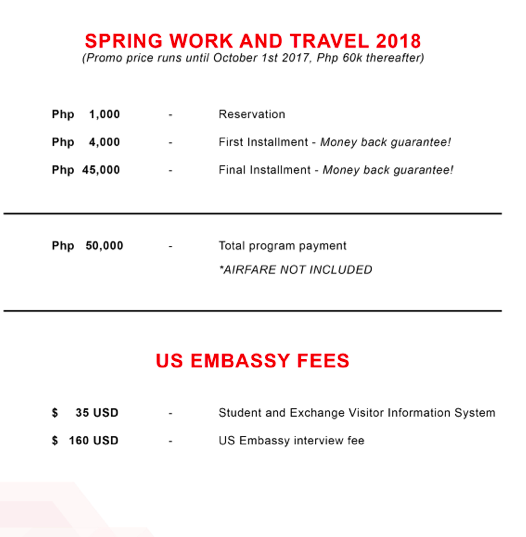 SPRING WORK AND TRAVEL 2018
(Promo price runs until October 1st 2017, Php 60k thereafter)
Php 1,000 - Reservation
Php 4,000 - First Installment - Money back guarantee!
Php 45,000 - Final Installment - Money back guarantee!
Php 50,000 - Total program payment
*AIRFARE NOT INCLUDED
US EMBASSY FEES
$ 35 USD - Student and Exchange Visitor Information System
$ 160 USD - US Embassy interview fee